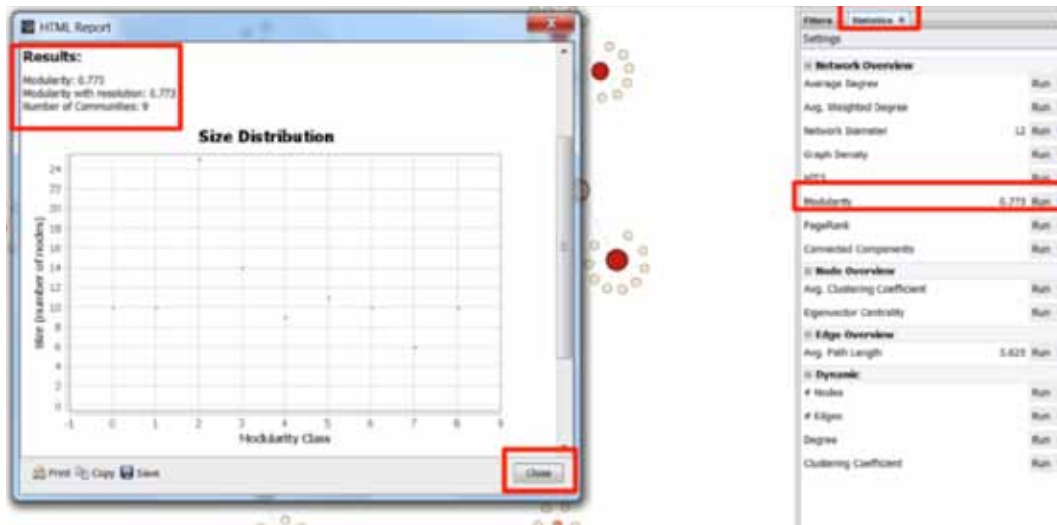 HTML Report
Results:
Modularity: 0.773
Modularity with resolution: 0.773
Number of Communities: 9
Size Distribution
Size (number of nodes)
24
22
20
18
16
14
12
10
8
6
4
2
0
-1 0 1 2 3 4 5 6 7 8 9
Modularity Class
Print Copy Save Close
Filters Statistics
Settings
Network Overview
Average Degree Run
Avg. Weighted Degree Run
Network Diameter 12 Run
Graph Density Run
HITS Run
Modularity 0.773 Run
PageRank Run
Connected Components Run
Node Overview
Avg. Clustering Coefficient Run
Eigenvector Centrality Run
Edge Overview
Avg. Path Length Run
Dynamic
# Nodes Run
# Edges Run
Degree Run
Clustering Coefficient Run